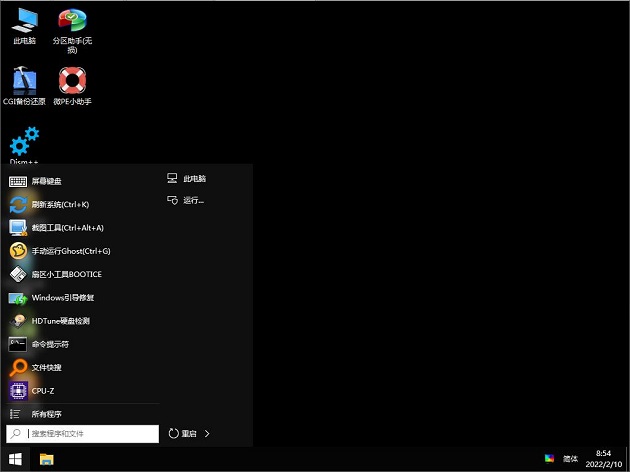 此电脑
分区助手(无
损)
CGI备份还原
微PE小助手
Dism++
屏幕键盘
刷新系统(Ctrl+K)
截图工具(Ctrl+Alt+A)
手动运行Ghost(Ctrl+G)
扇区小工具BOOTICE
Windows引导修复
HDTune硬盘检测
命令提示符
文件快搜
CPU-Z
所有程序
搜索程序和文件
此电脑
运行...
重启
简体
8:54
2022/2/10